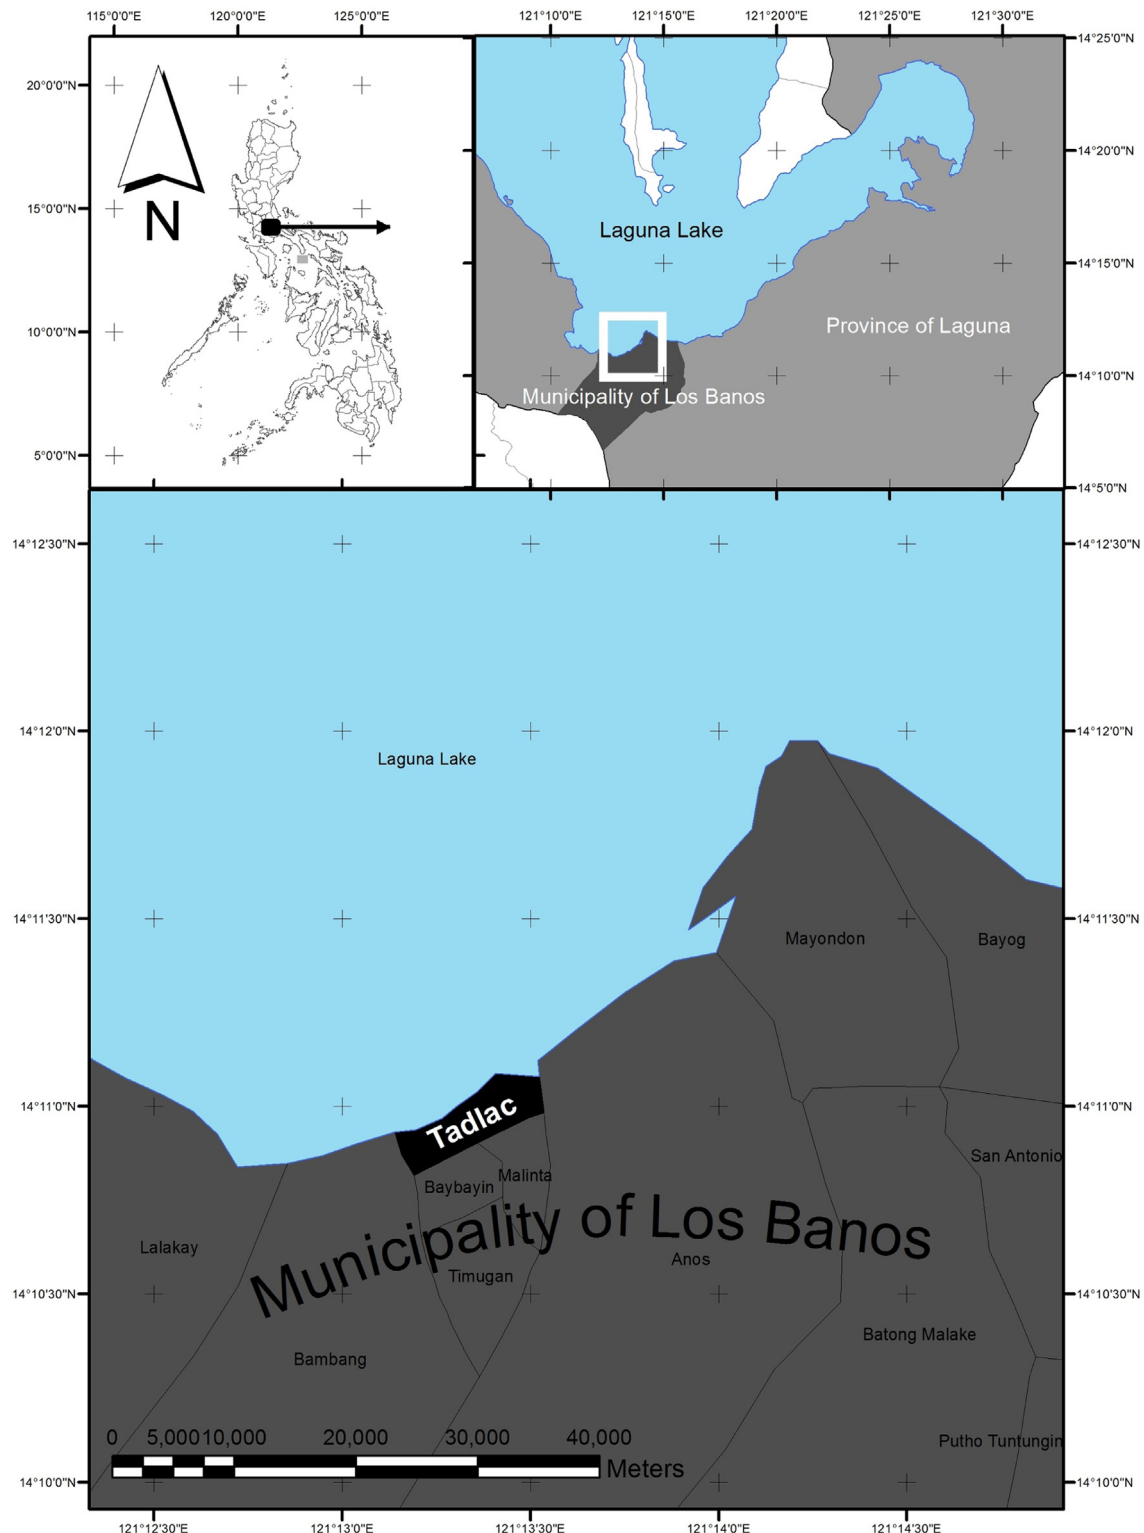 115°0'0"E 120°0'0"E 125°0'0"E 121°10'0"E 121°15'0"E 121°20'0"E 121°25'0"E 121°30'0"E
14°25'0"N
20°0'0"N
14°20'0"N
15°0'0"N
N
Laguna Lake
14°15'0"N
10°0'0"N
Province of Laguna
14°10'0"N
Municipality of Los Banos
5°0'0"N
14°5'0"N
14°12'30"N 14°12'30"N
14°12'0"N 14°12'0"N
Laguna Lake
14°11'30"N 14°11'30"N
Mayondon Bayog
14°11'0"N 14°11'0"N
Tadlac
San Antonio
Malinta
Baybayin
Municipality of Los Banos
Lalakay
Anos
Timugan
14°10'30"N 14°10'30"N
Batong Malake
Bambang
0 5,000 10,000 20,000 30,000 40,000
Putho Tuntungin
Meters
14°10'0"N 14°10'0"N
121°12'30"E 121°13'0"E 121°13'30"E 121°14'0"E 121°14'30"E